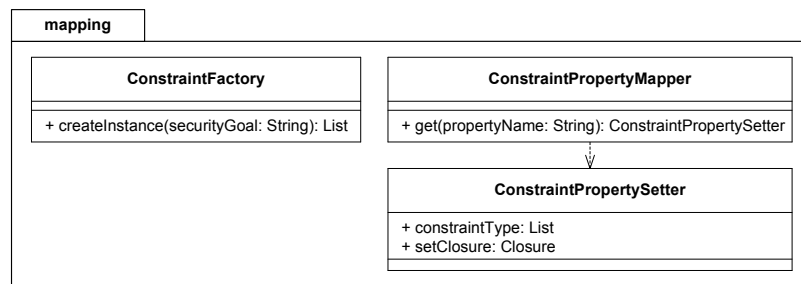 mapping
ConstraintFactory
+ createInstance(securityGoal: String): List
ConstraintPropertyMapper
+ get(propertyName: String): ConstraintPropertySetter
ConstraintPropertySetter
+ constraintType: List
+ setClosure: Closure